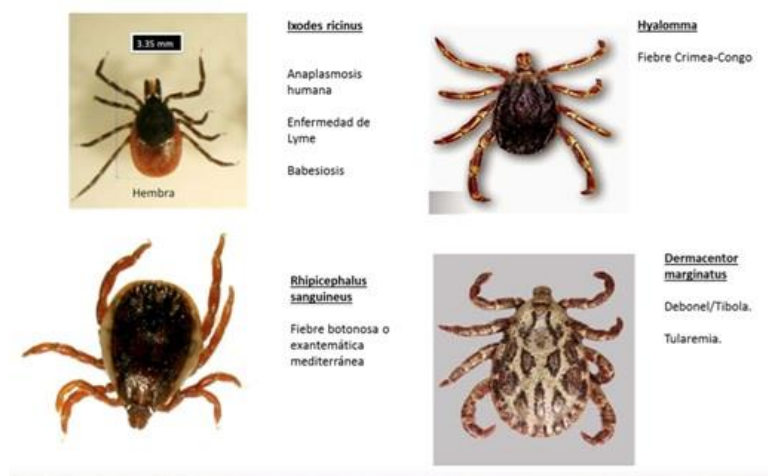 3.35 mm
Hembra
Ixodes ricinus
Anaplasmosis
humana
Enfermedad de
Lyme
Babesiosis
Hyalomma
Fiebre Crimea-Congo
Rhipicephalus
sanguineus
Fiebre botonosa o
exantemática
mediterránea
Dermacentor
marginatus
Debonel/Tibola.
Tularemia.